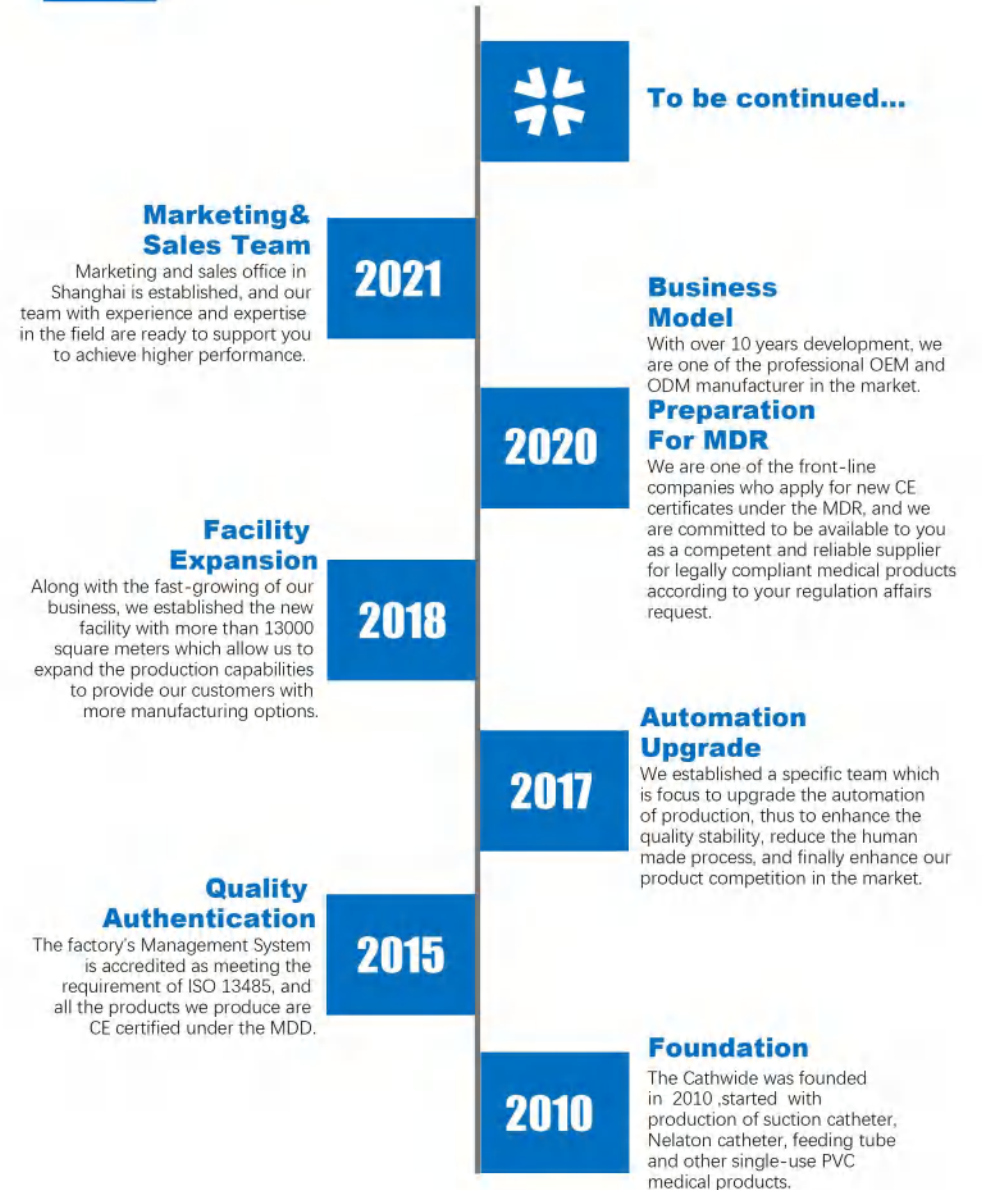 To be continued...
Marketing&
Sales Team
Marketing and sales office in
Shanghai is established, and our
team with experience and expertise
in the field are ready to support you
to achieve higher performance.
2021
Business
Model
With over 10 years development, we
are one of the professional OEM and
ODM manufacturer in the market.
Preparation
For MDR
We are one of the front-line
companies who apply for new CE
certificates under the MDR, and we
are committed to be available to you
as a competent and reliable supplier
for legally compliant medical products
according to your regulation affairs
request.
2020
Facility
Expansion
Along with the fast-growing of our
business, we established the new
facility with more than 13000
square meters which allow us to
expand the production capabilities
to provide our customers with
more manufacturing options.
2018
Automation
Upgrade
We established a specific team which
is focus to upgrade the automation
of production, thus to enhance the
quality stability, reduce the human
made process, and finally enhance our
product competition in the market.
2017
Quality
Authentication
The factory's Management System
is accredited as meeting the
requirement of ISO 13485, and
all the products we produce are
CE certified under the MDD.
2015
Foundation
The Cathwide was founded
in 2010 ,started with
production of suction catheter,
Nelaton catheter, feeding tube
and other single-use PVC
medical products.
2010